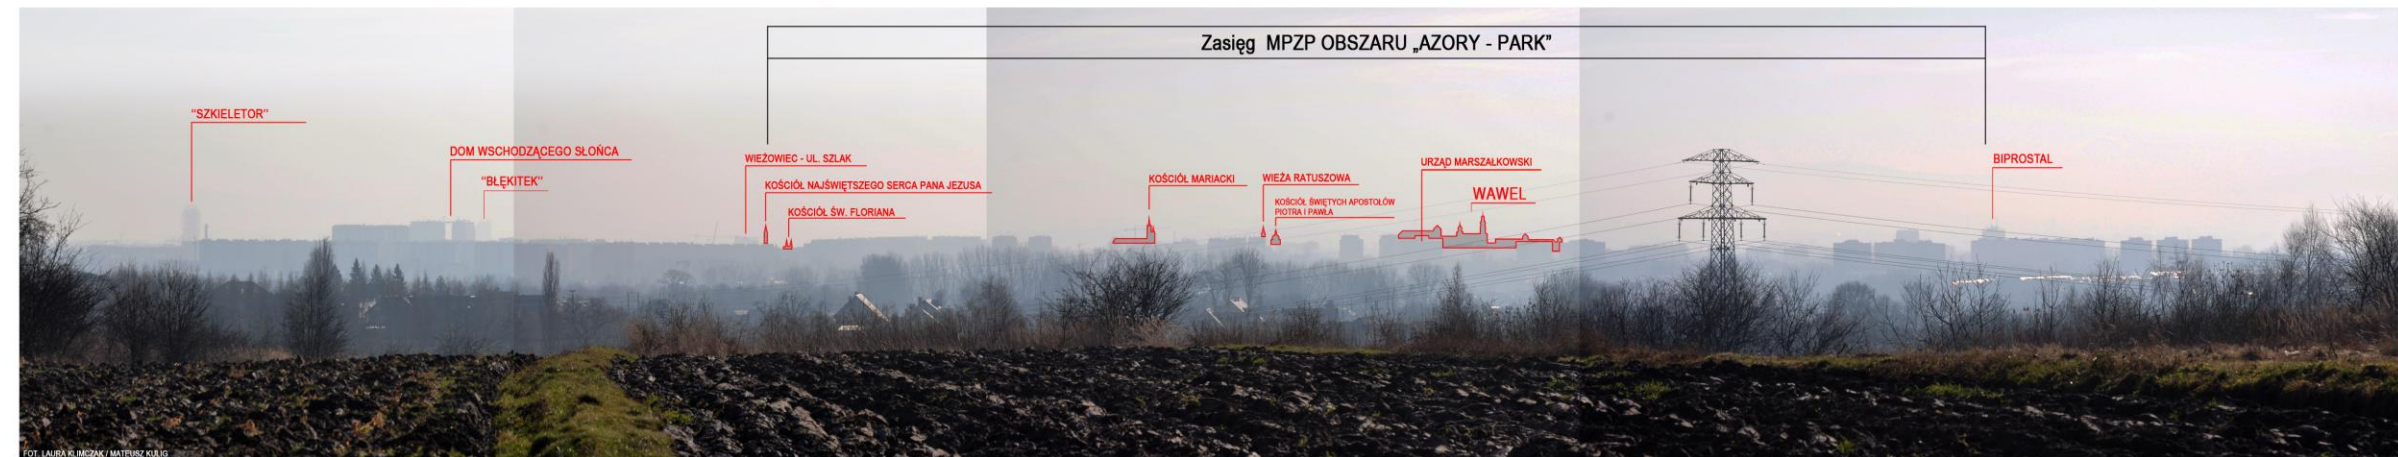 Zasięg MPZP OBSZARU „AZORY - PARK”
“SZKIELETOR”
DOM WSCHODZĄCEGO SŁOŃCA
“BŁĘKITEK”
WIEŻOWIEC - UL. SZLAK
KOŚCIÓŁ NAJŚWIĘTSZEGO SERCA PANA JEZUSA
KOŚCIÓŁ ŚW. FLORIANA
KOŚCIÓŁ MARIACKI
WIEŻA RATUSZOWA
KOŚCIÓŁ ŚWIĘTYCH APOSTOŁÓW
PIOTRA I PAWŁA
URZĄD MARSZAŁKOWSKI
WAWEL
BIPROSTAL
FOT. LAURA KLIMCZAK / MATEUSZ KULIG